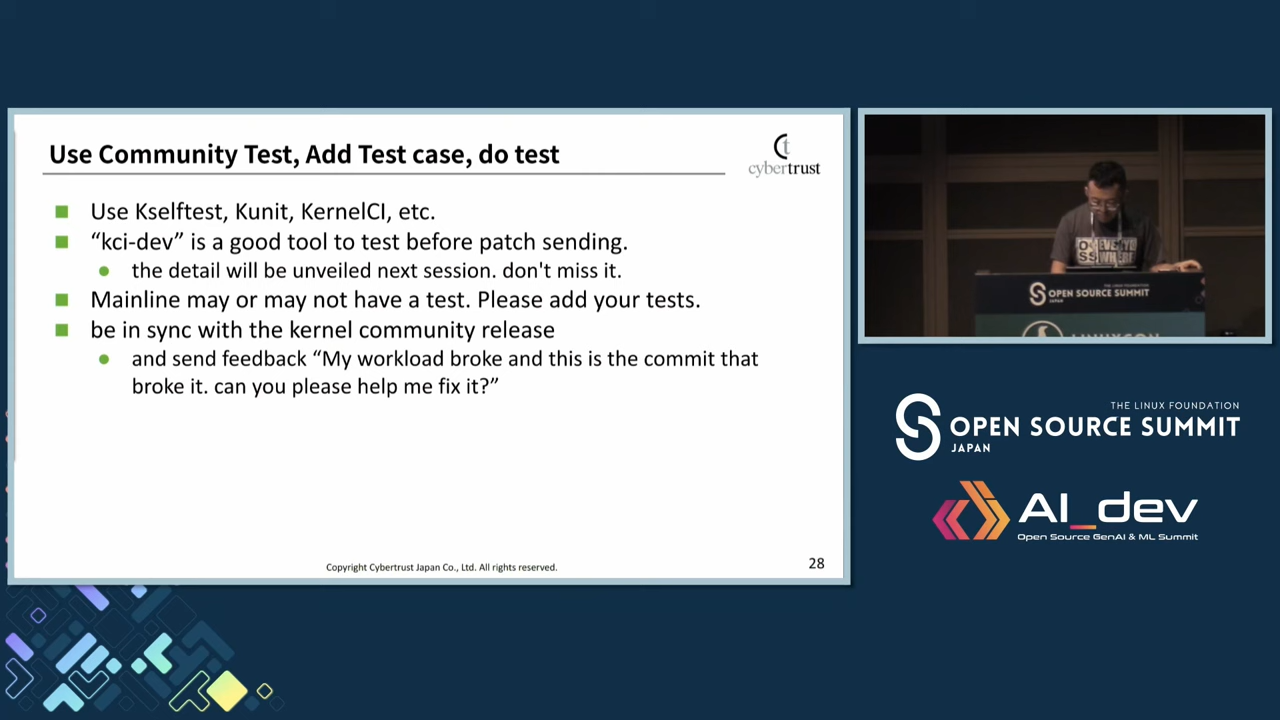 Use Community Test, Add Test case, do test
cybertrust
Use Kselftest, Kunit, KernelCI, etc.
“kci-dev” is a good tool to test before patch sending.
the detail will be unveiled next session. don't miss it.
Mainline may or may not have a test. Please add your tests.
be in sync with the kernel community release
and send feedback “My workload broke and this is the commit that
broke it. can you please help me fix it?”
Copyright Cybertrust Japan Co., Ltd. All rights reserved.
28
THE LINUX FOUNDATION
OPEN SOURCE SUMMIT
JAPAN
THE LINUX FOUNDATION
OPEN SOURCE SUMMIT
JAPAN
AI_dev
Open Source GenAI & ML Summit